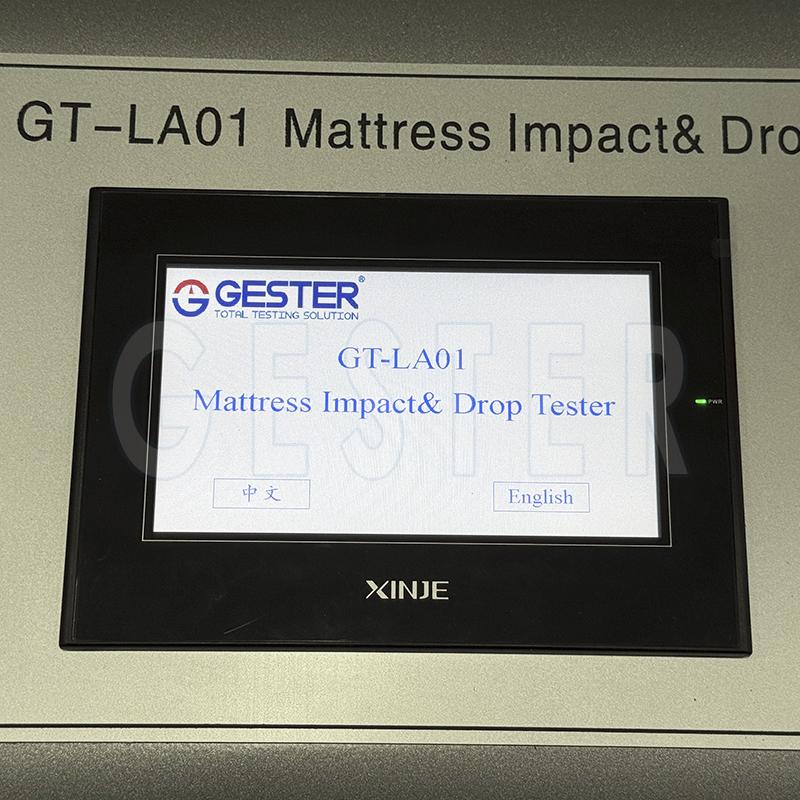 GT-LA01 Mattress Impact& Dro
GESTER®
TOTAL TESTING SOLUTION
GT-LA01
Mattress Impact& Drop Tester
GESTER
PWR
中文
English
XINJE